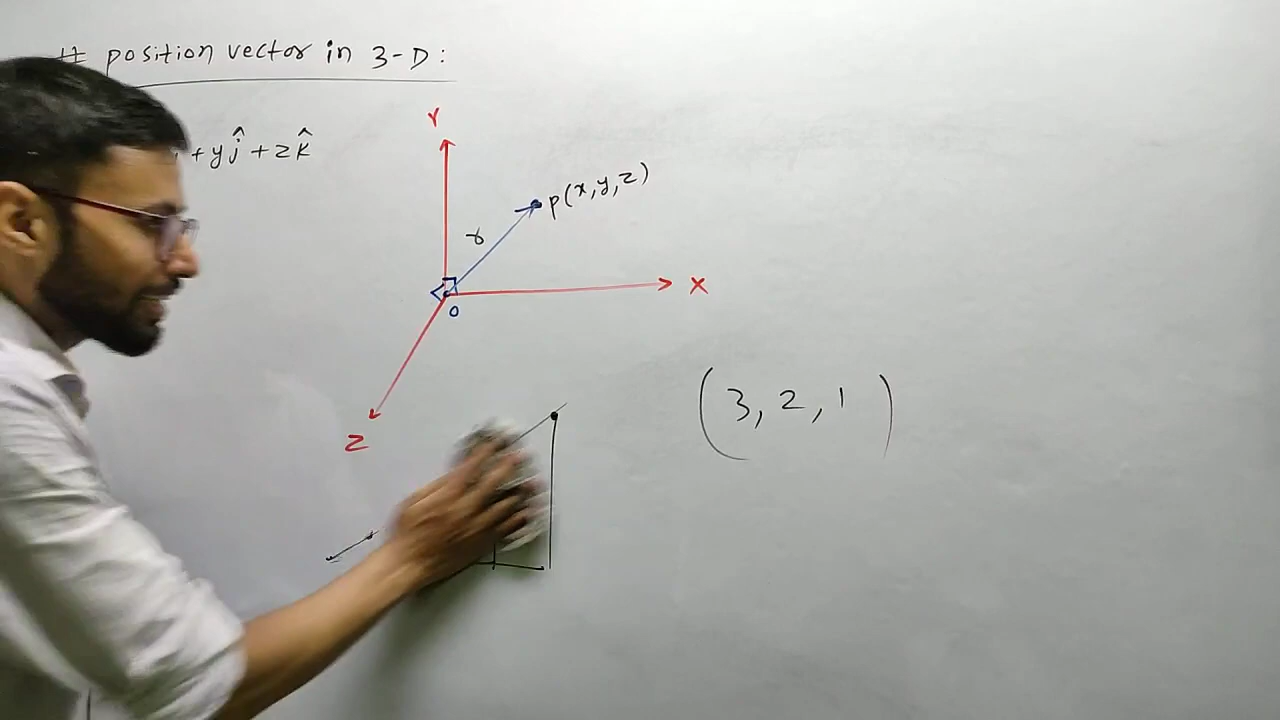 # position vector in 3-D:
+yĵ+zk̂
Y
P(x,y,z)
r
X
O
Z
(3,2,1)